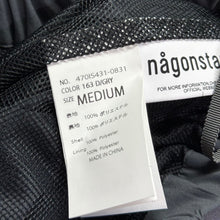 NO. 470IS431-0831
COLOR 163 D/GRY
SIZE MEDIUM
表地 100% ポリエステル
裏地 100% ポリエステル
Shell 100% Polyester
Lining 100% Polyester
MADE IN CHINA
någonsta
FOR MORE INFORMATION
OFFICIAL WEBSI